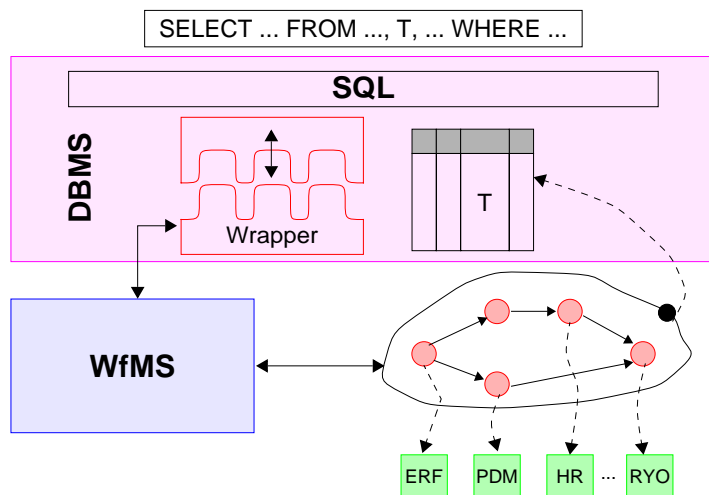 SELECT ... FROM ..., T, ... WHERE ...
SQL
DBMS
T
Wrapper
WfMS
ERF PDM HR ... RYO